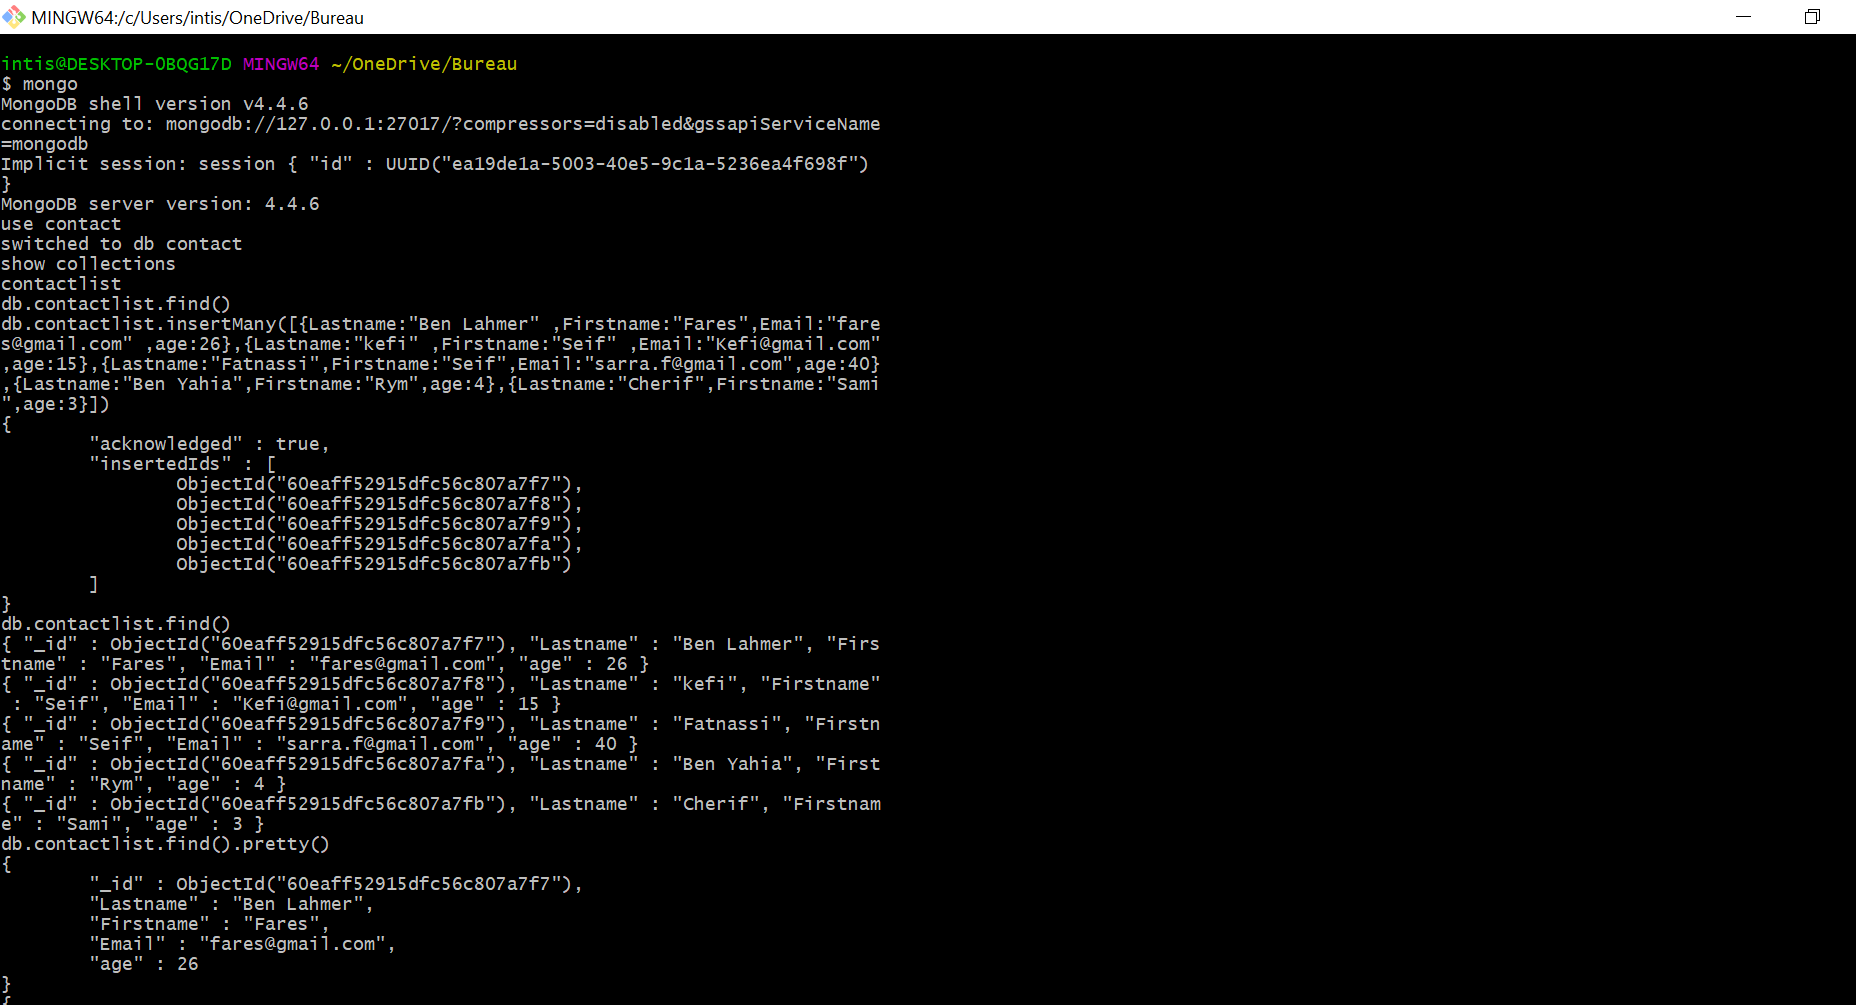 MINGW64:/c/Users/intis/OneDrive/Bureau
intis@DESKTOP-OBQG17D MINGW64 ~/OneDrive/Bureau
$ mongo
MongoDB shell version v4.4.6
connecting to: mongodb://127.0.0.1:27017/?compressors=disabled&gssapiServiceName
=mongodb
Implicit session: session { "id" : UUID("ea19de1a-5003-40e5-9c1a-5236ea4f698f")
}
MongoDB server version: 4.4.6
use contact
switched to db contact
show collections
contactlist
db.contactlist.find()
db.contactlist.insertMany([{Lastname:"Ben Lahmer" ,Firstname:"Fares",Email:"fare
s@gmail.com" ,age:26},{Lastname:"kefi" ,Firstname:"Seif" ,Email:"Kefi@gmail.com"
,age:15},{Lastname:"Fatnassi",Firstname:"Seif",Email:"sarra.f@gmail.com",age:40}
,{Lastname:"Ben Yahia",Firstname:"Rym",age:4},{Lastname:"Cherif",Firstname:"Sami
",age:3}])
{
        "acknowledged" : true,
        "insertedIds" : [
                ObjectId("60eaff52915dfc56c807a7f7"),
                ObjectId("60eaff52915dfc56c807a7f8"),
                ObjectId("60eaff52915dfc56c807a7f9"),
                ObjectId("60eaff52915dfc56c807a7fa"),
                ObjectId("60eaff52915dfc56c807a7fb")
        ]
}
db.contactlist.find()
{ "_id" : ObjectId("60eaff52915dfc56c807a7f7"), "Lastname" : "Ben Lahmer", "Firs
tname" : "Fares", "Email" : "fares@gmail.com", "age" : 26 }
{ "_id" : ObjectId("60eaff52915dfc56c807a7f8"), "Lastname" : "kefi", "Firstname"
 : "Seif", "Email" : "Kefi@gmail.com", "age" : 15 }
{ "_id" : ObjectId("60eaff52915dfc56c807a7f9"), "Lastname" : "Fatnassi", "Firstn
ame" : "Seif", "Email" : "sarra.f@gmail.com", "age" : 40 }
{ "_id" : ObjectId("60eaff52915dfc56c807a7fa"), "Lastname" : "Ben Yahia", "First
name" : "Rym", "age" : 4 }
{ "_id" : ObjectId("60eaff52915dfc56c807a7fb"), "Lastname" : "Cherif", "Firstnam
e" : "Sami", "age" : 3 }
db.contactlist.find().pretty()
{
        "_id" : ObjectId("60eaff52915dfc56c807a7f7"),
        "Lastname" : "Ben Lahmer",
        "Firstname" : "Fares",
        "Email" : "fares@gmail.com",
        "age" : 26
}
{